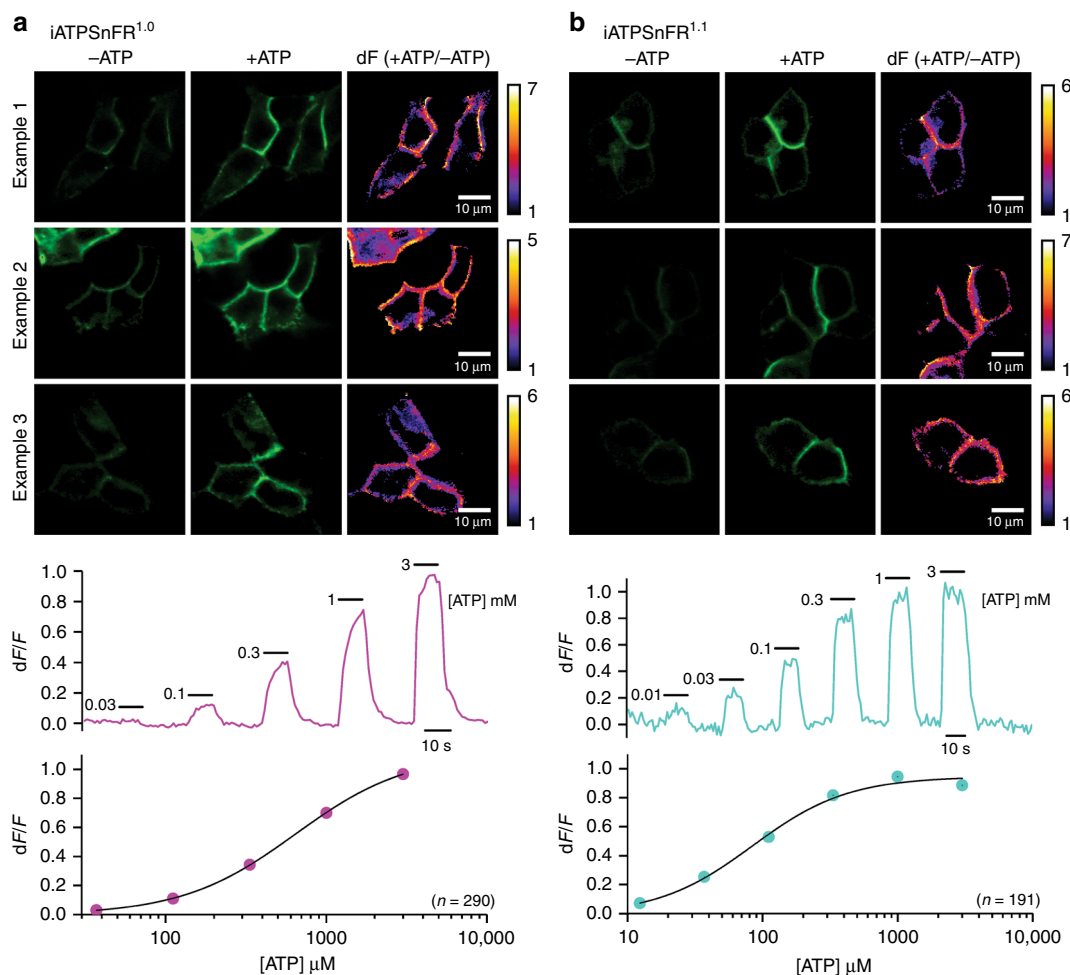 a
iATPSnFR1.0
–ATP
+ATP
dF (+ATP/–ATP)
Example 1
7
1
10 μm
Example 2
5
1
10 μm
Example 3
6
1
10 μm
dF/F
1.0
0.8
0.6
0.4
0.2
0.0
0.03
0.1
0.3
1
3
[ATP] mM
10 s
dF/F
1.0
0.8
0.6
0.4
0.2
0.0
(n = 290)
100
1000
10,000
[ATP] μM
b
iATPSnFR1.1
–ATP
+ATP
dF (+ATP/–ATP)
6
1
10 μm
7
1
10 μm
6
1
10 μm
dF/F
1.0
0.8
0.6
0.4
0.2
0.0
0.01
0.03
0.1
0.3
1
3
[ATP] mM
10 s
dF/F
1.0
0.8
0.6
0.4
0.2
0.0
(n = 191)
10
100
1000
10,000
[ATP] μM